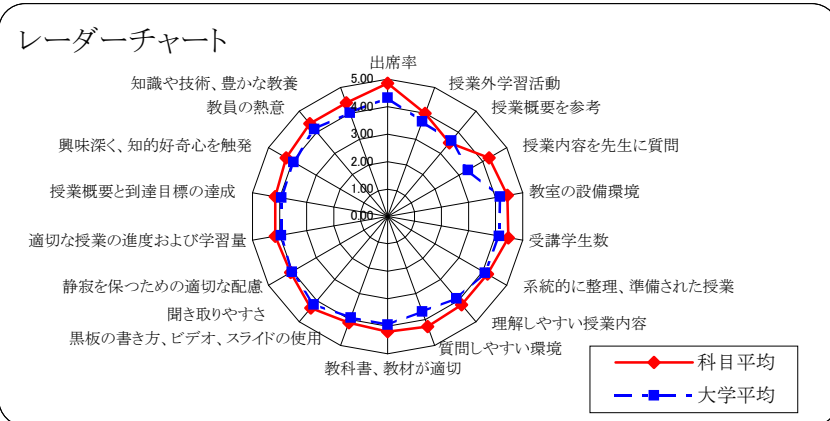 レーダーチャート
出席率
授業外学習活動
授業概要を参考
授業内容を先生に質問
教室の設備環境
受講学生数
系統的に整理、準備された授業
理解しやすい授業内容
質問しやすい環境
教科書、教材が適切
黒板の書き方、ビデオ、スライドの使用
聞き取りやすさ
静寂を保つための適切な配慮
適切な授業の進度および学習量
授業概要と到達目標の達成
興味深く、知的好奇心を触発
教員の熱意
知識や技術、豊かな教養
5.00
4.00
3.00
2.00
1.00
0.00
科目平均
大学平均